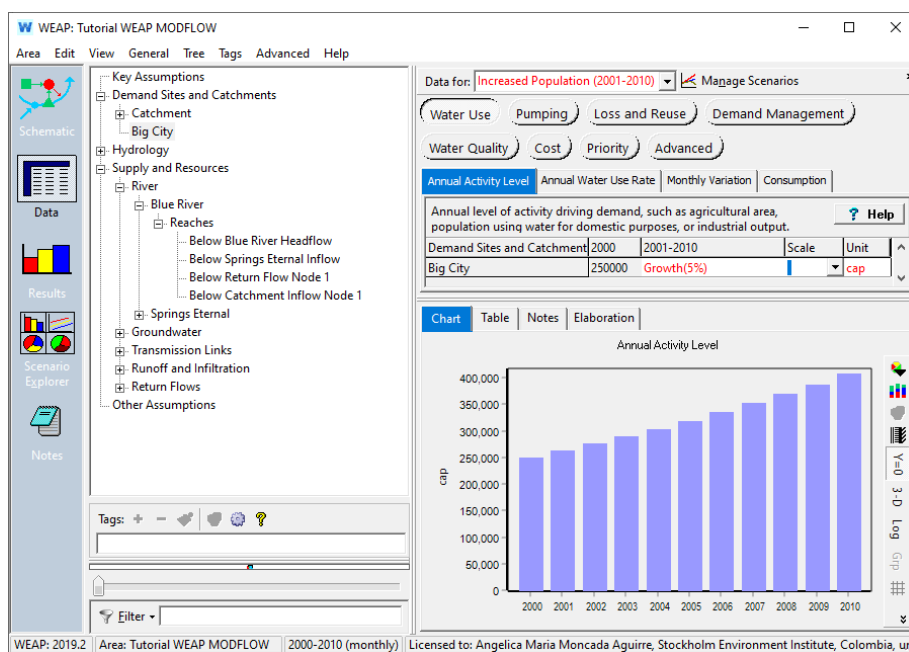 WEAP: Tutorial WEAP MODFLOW
Area Edit View General Tree Tags Advanced Help
Schematic
Data
Results
Scenario
Explorer
Notes
Key Assumptions
Demand Sites and Catchments
Catchment
Big City
Hydrology
Supply and Resources
River
Blue River
Reaches
Below Blue River Headflow
Below Springs Eternal Inflow
Below Return Flow Node 1
Below Catchment Inflow Node 1
Springs Eternal
Groundwater
Transmission Links
Runoff and Infiltration
Return Flows
Other Assumptions
Tags:
Filter
Data for: Increased Population (2001-2010) Manage Scenarios
Water Use Pumping Loss and Reuse Demand Management
Water Quality Cost Priority Advanced
Annual Activity Level Annual Water Use Rate Monthly Variation Consumption
Annual level of activity driving demand, such as agricultural area,
population using water for domestic purposes, or industrial output.
? Help
Demand Sites and Catchment 2000 2001-2010 Scale Unit
Big City 250000 Growth(5%) cap
Chart Table Notes Elaboration
Annual Activity Level
cap
400,000
350,000
300,000
250,000
200,000
150,000
100,000
50,000
0
2000 2001 2002 2003 2004 2005 2006 2007 2008 2009 2010
Y=0
3-D
Log
Grp
WEAP: 2019.2 Area: Tutorial WEAP MODFLOW 2000-2010 (monthly) Licensed to: Angelica Maria Moncada Aguirre, Stockholm Environment Institute, Colombia, un